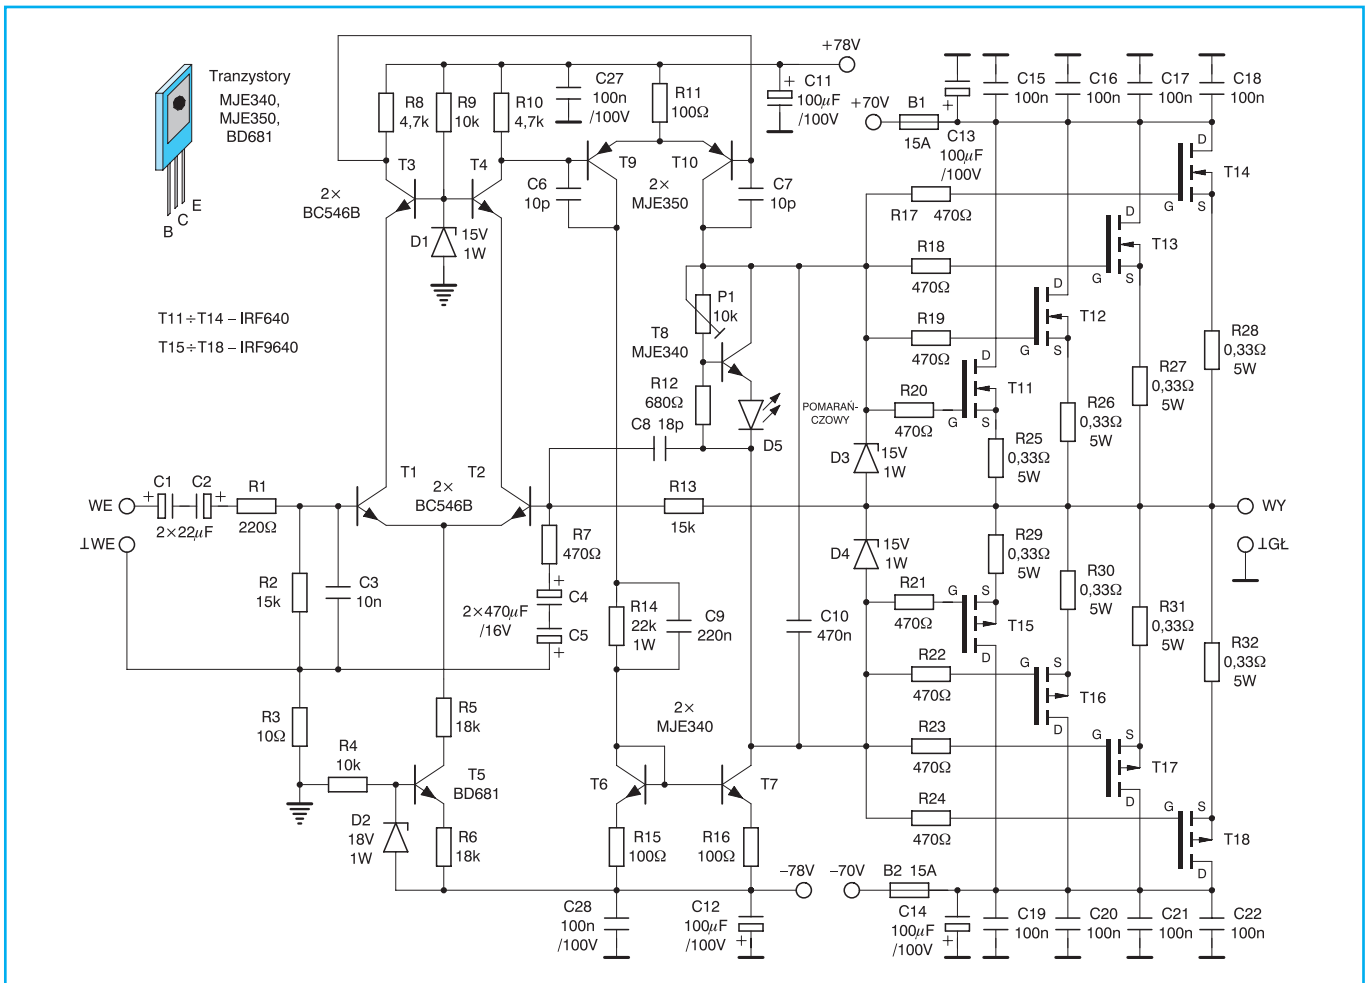 Tranzystory
MJE340,
MJE350,
BD681
B
C
E
T11÷T14 – IRF640
T15÷T18 – IRF9640
+78V
R8
4,7k
R9
10k
R10
4,7k
C27
100n
/100V
R11
100Ω
C11
100μF
/100V
T3
T4
2×
BC546B
D1
15V
1W
C6
10p
T9
T10
2×
MJE350
C7
10p
+70V
B1
15A
C13
100μF
/100V
C15
100n
C16
100n
C17
100n
C18
100n
R17
470Ω
G
D
S
T14
R18
470Ω
G
D
S
T13
R19
470Ω
G
D
S
T12
R20
470Ω
G
D
S
T11
P1
10k
T8
MJE340
R12
680Ω
C8 18p
D5
POMARAŃ-
CZOWY
D3
15V
1W
R25
0,33Ω
5W
R26
0,33Ω
5W
R27
0,33Ω
5W
R28
0,33Ω
5W
WE
⊥WE
C1
C2
2×22μF
R1
220Ω
T1
T2
2×
BC546B
R13
15k
WY
⊥GŁ
R2
15k
C3
10n
R7
470Ω
2×470μF
/16V
C4
C5
R14
22k
1W
C9
220n
D4
15V
1W
C10
470n
R21
470Ω
G
S
D
T15
R22
470Ω
G
S
D
T16
R23
470Ω
G
S
D
T17
R24
470Ω
G
S
D
T18
R29
0,33Ω
5W
R30
0,33Ω
5W
R31
0,33Ω
5W
R32
0,33Ω
5W
R3
10Ω
R4
10k
R5
18k
T5
BD681
D2
18V
1W
R6
18k
2×
MJE340
T6
T7
R15
100Ω
R16
100Ω
–78V
–70V
B2 15A
C28
100n
/100V
C12
100μF
/100V
C14
100μF
/100V
C19
100n
C20
100n
C21
100n
C22
100n